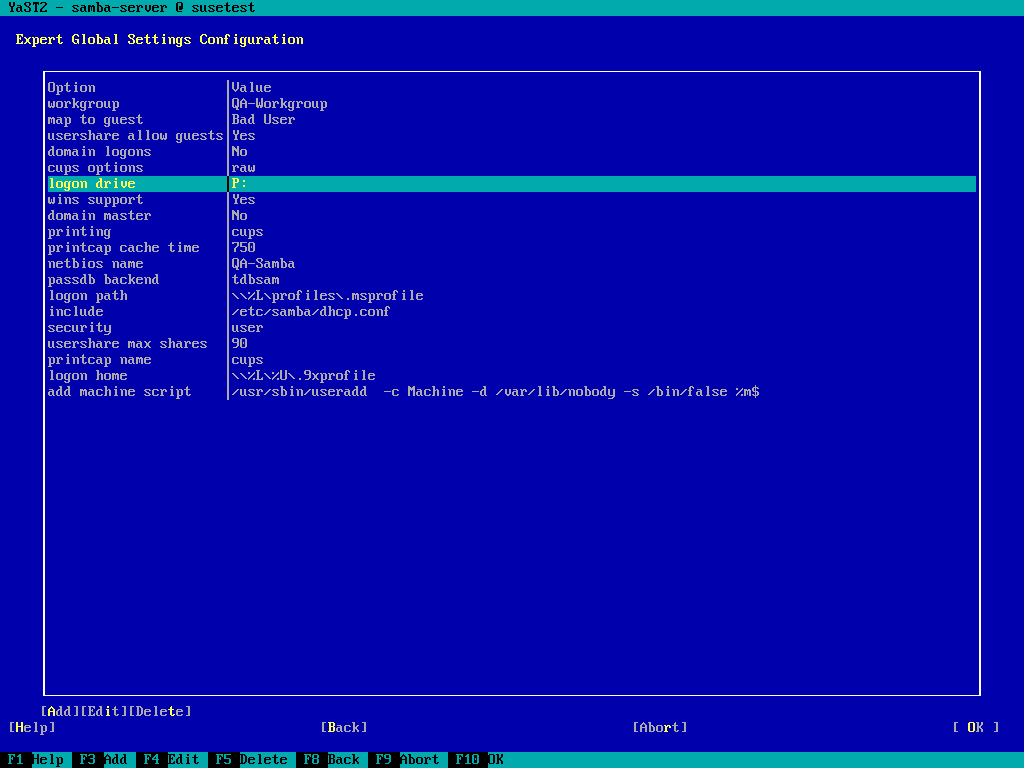 YaST2 - samba-server @ susetest
Expert Global Settings Configuration
Option |Value
workgroup |QA-Workgroup
map to guest |Bad User
usershare allow guests|Yes
domain logons |No
cups options |raw
logon drive |P:
wins support |Yes
domain master |No
printing |cups
printcap cache time |750
netbios name |QA-Samba
passdb backend |tdbsam
logon path |\\%L\profiles\.msprofile
include |/etc/samba/dhcp.conf
security |user
usershare max shares |90
printcap name |cups
logon home |\\%L\%U\.9xprofile
add machine script |/usr/sbin/useradd  -c Machine -d /var/lib/nobody -s /bin/false %m$
[Add][Edit][Delete]
[Help] [Back] [Abort] [ OK ]
F1 Help F3 Add F4 Edit F5 Delete F8 Back F9 Abort F10 OK